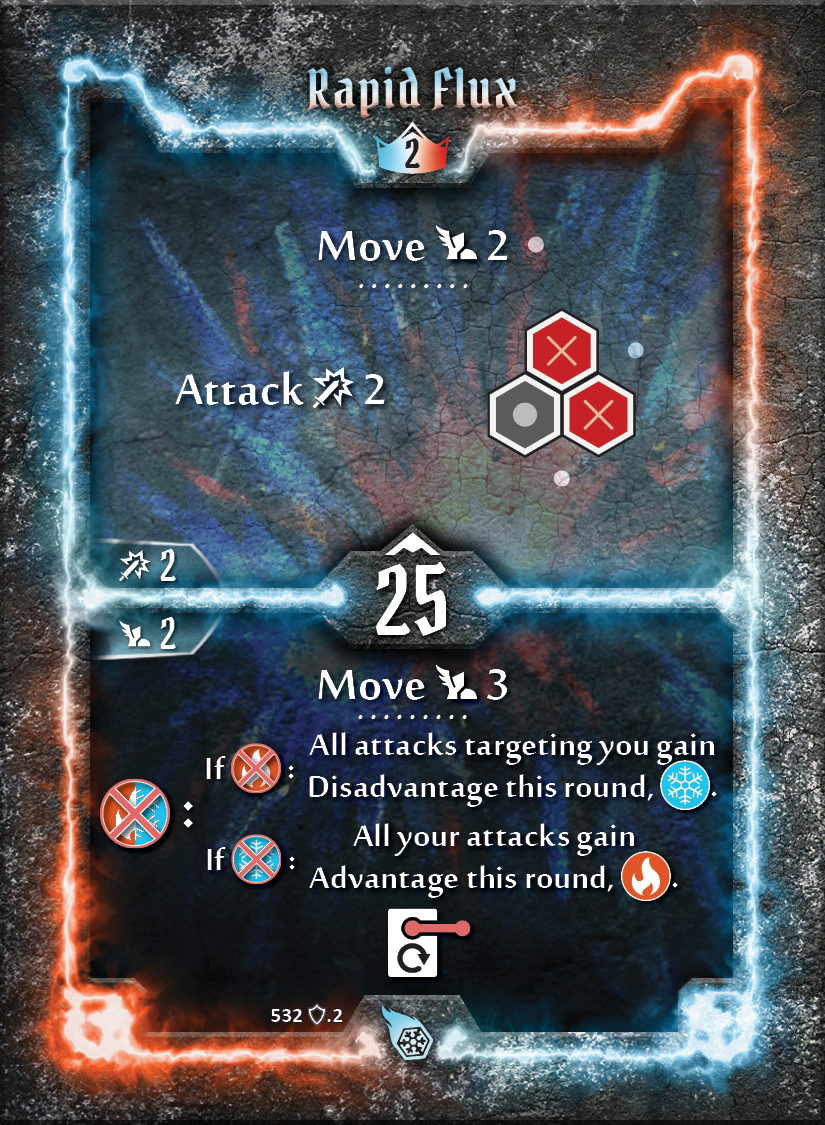 Rapid Flux
2
Move 2
Attack 2
2
25
2
Move 3
If : All attacks targeting you gain
Disadvantage this round, .
:
If : All your attacks gain
Advantage this round, .
532 .2